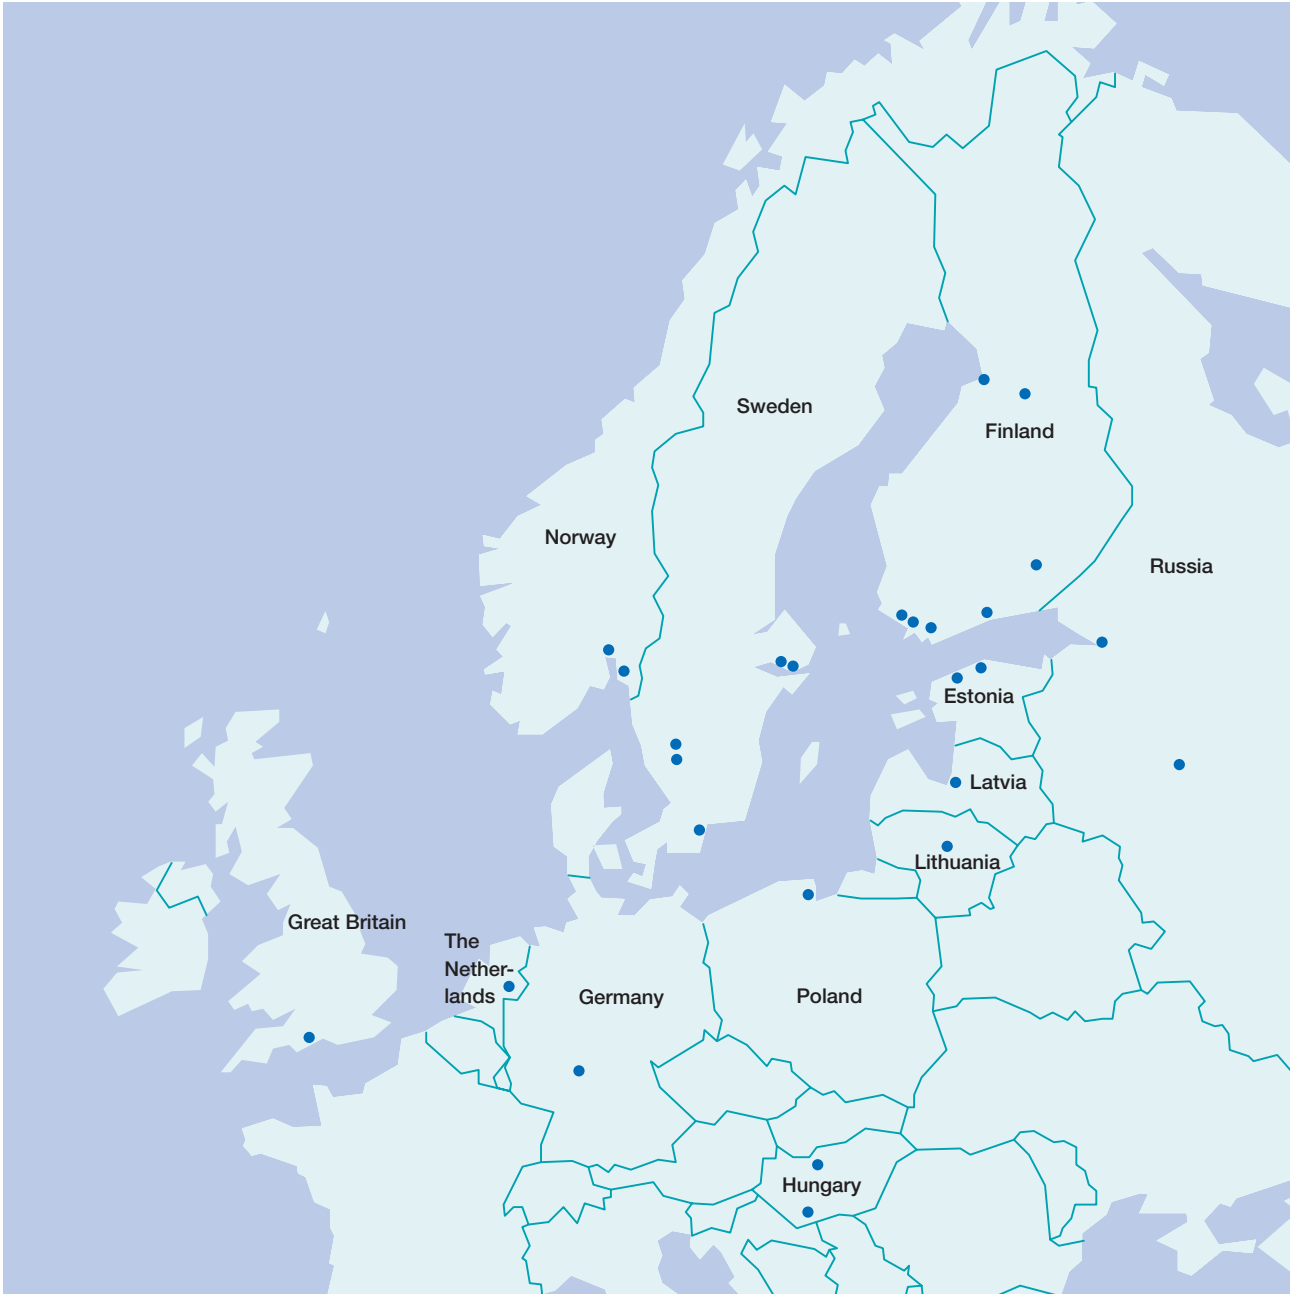 Sweden
Finland
Norway
Russia
Estonia
Latvia
Lithuania
Great Britain
The
Nether-
lands
Germany
Poland
Hungary